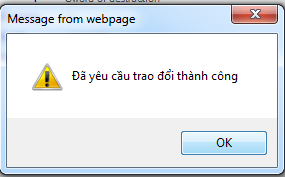 Message from webpage
Đã yêu cầu trao đổi thành công
OK